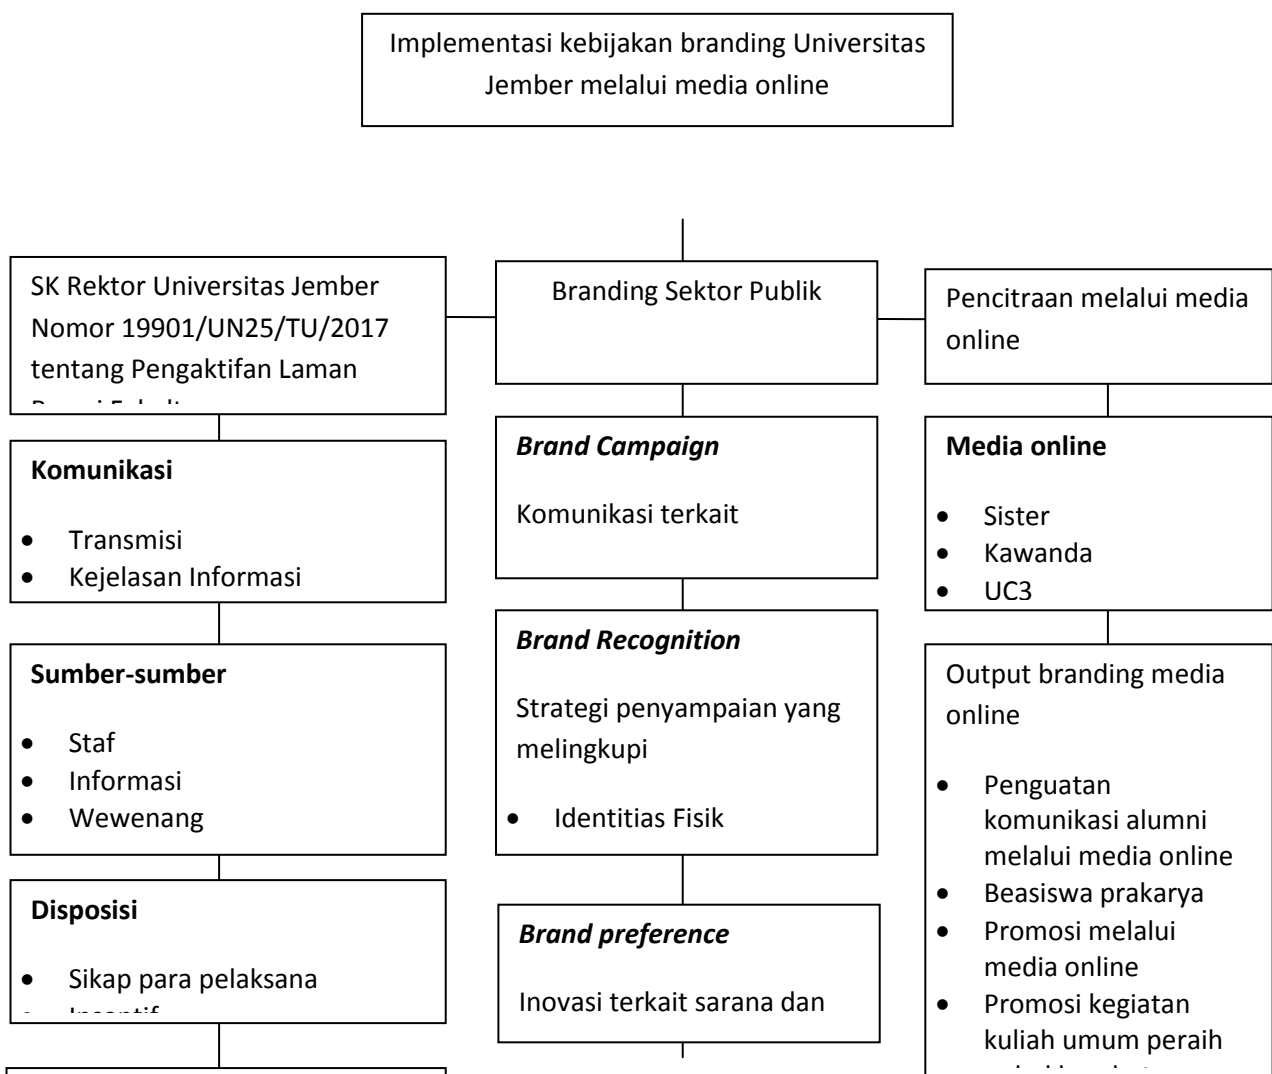 Implementasi kebijakan branding Universitas
Jember melalui media online
SK Rektor Universitas Jember
Nomor 19901/UN25/TU/2017
tentang Pengaktifan Laman
Komunikasi
• Transmisi
• Kejelasan Informasi
Sumber-sumber
• Staf
• Informasi
• Wewenang
Disposisi
• Sikap para pelaksana
Branding Sektor Publik
Brand Campaign
Komunikasi terkait
Brand Recognition
Strategi penyampaian yang
melingkupi
• Identitias Fisik
Brand preference
Inovasi terkait sarana dan
Pencitraan melalui media
online
Media online
• Sister
• Kawanda
• UC3
Output branding media
online
• Penguatan
komunikasi alumni
melalui media online
• Beasiswa prakarya
• Promosi melalui
media online
• Promosi kegiatan
kuliah umum peraih